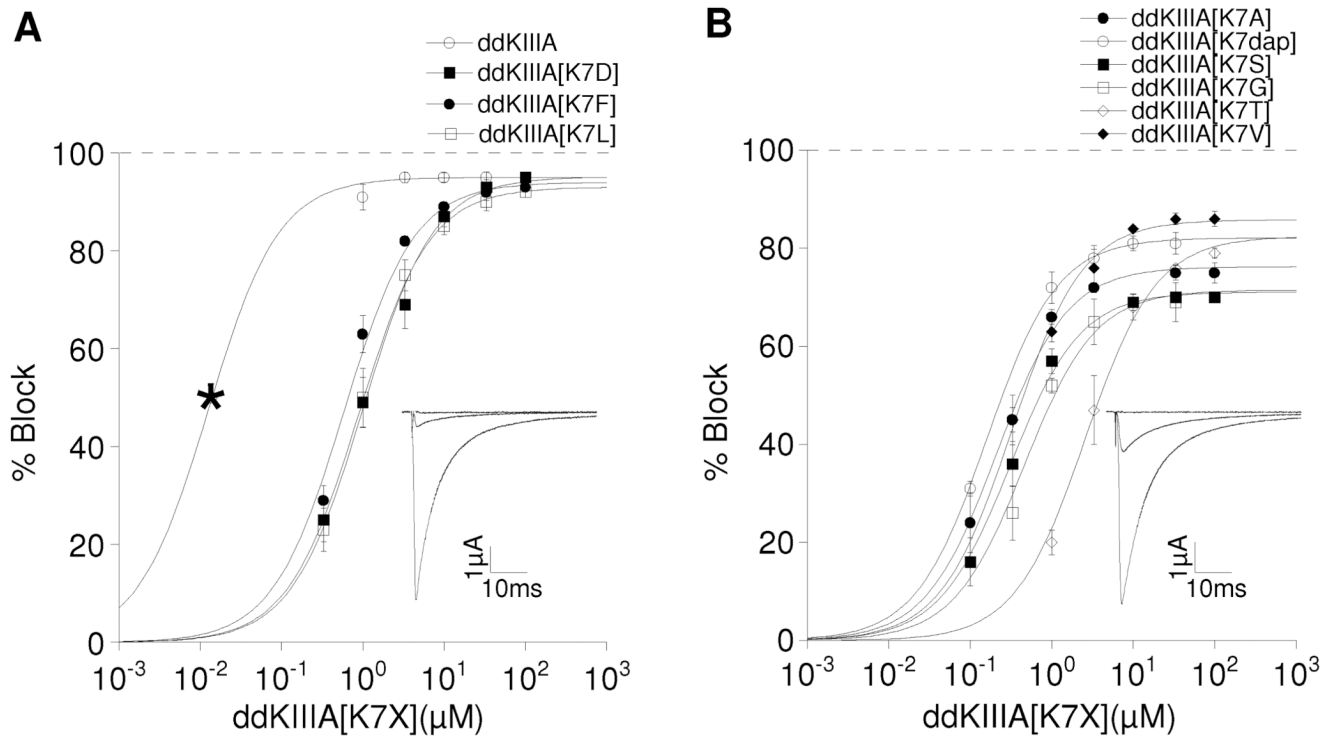 A
ddKIIIA
ddKIIIA[K7D]
ddKIIIA[K7F]
ddKIIIA[K7L]
100
80
60
40
20
0
% Block
*
1µA
10ms
10⁻³ 10⁻² 10⁻¹ 10⁰ 10¹ 10² 10³
ddKIIIA[K7X](µM)
B
ddKIIIA[K7A]
ddKIIIA[K7dap]
ddKIIIA[K7S]
ddKIIIA[K7G]
ddKIIIA[K7T]
ddKIIIA[K7V]
100
80
60
40
20
0
% Block
1µA
10ms
10⁻³ 10⁻² 10⁻¹ 10⁰ 10¹ 10² 10³
ddKIIIA[K7X](µM)